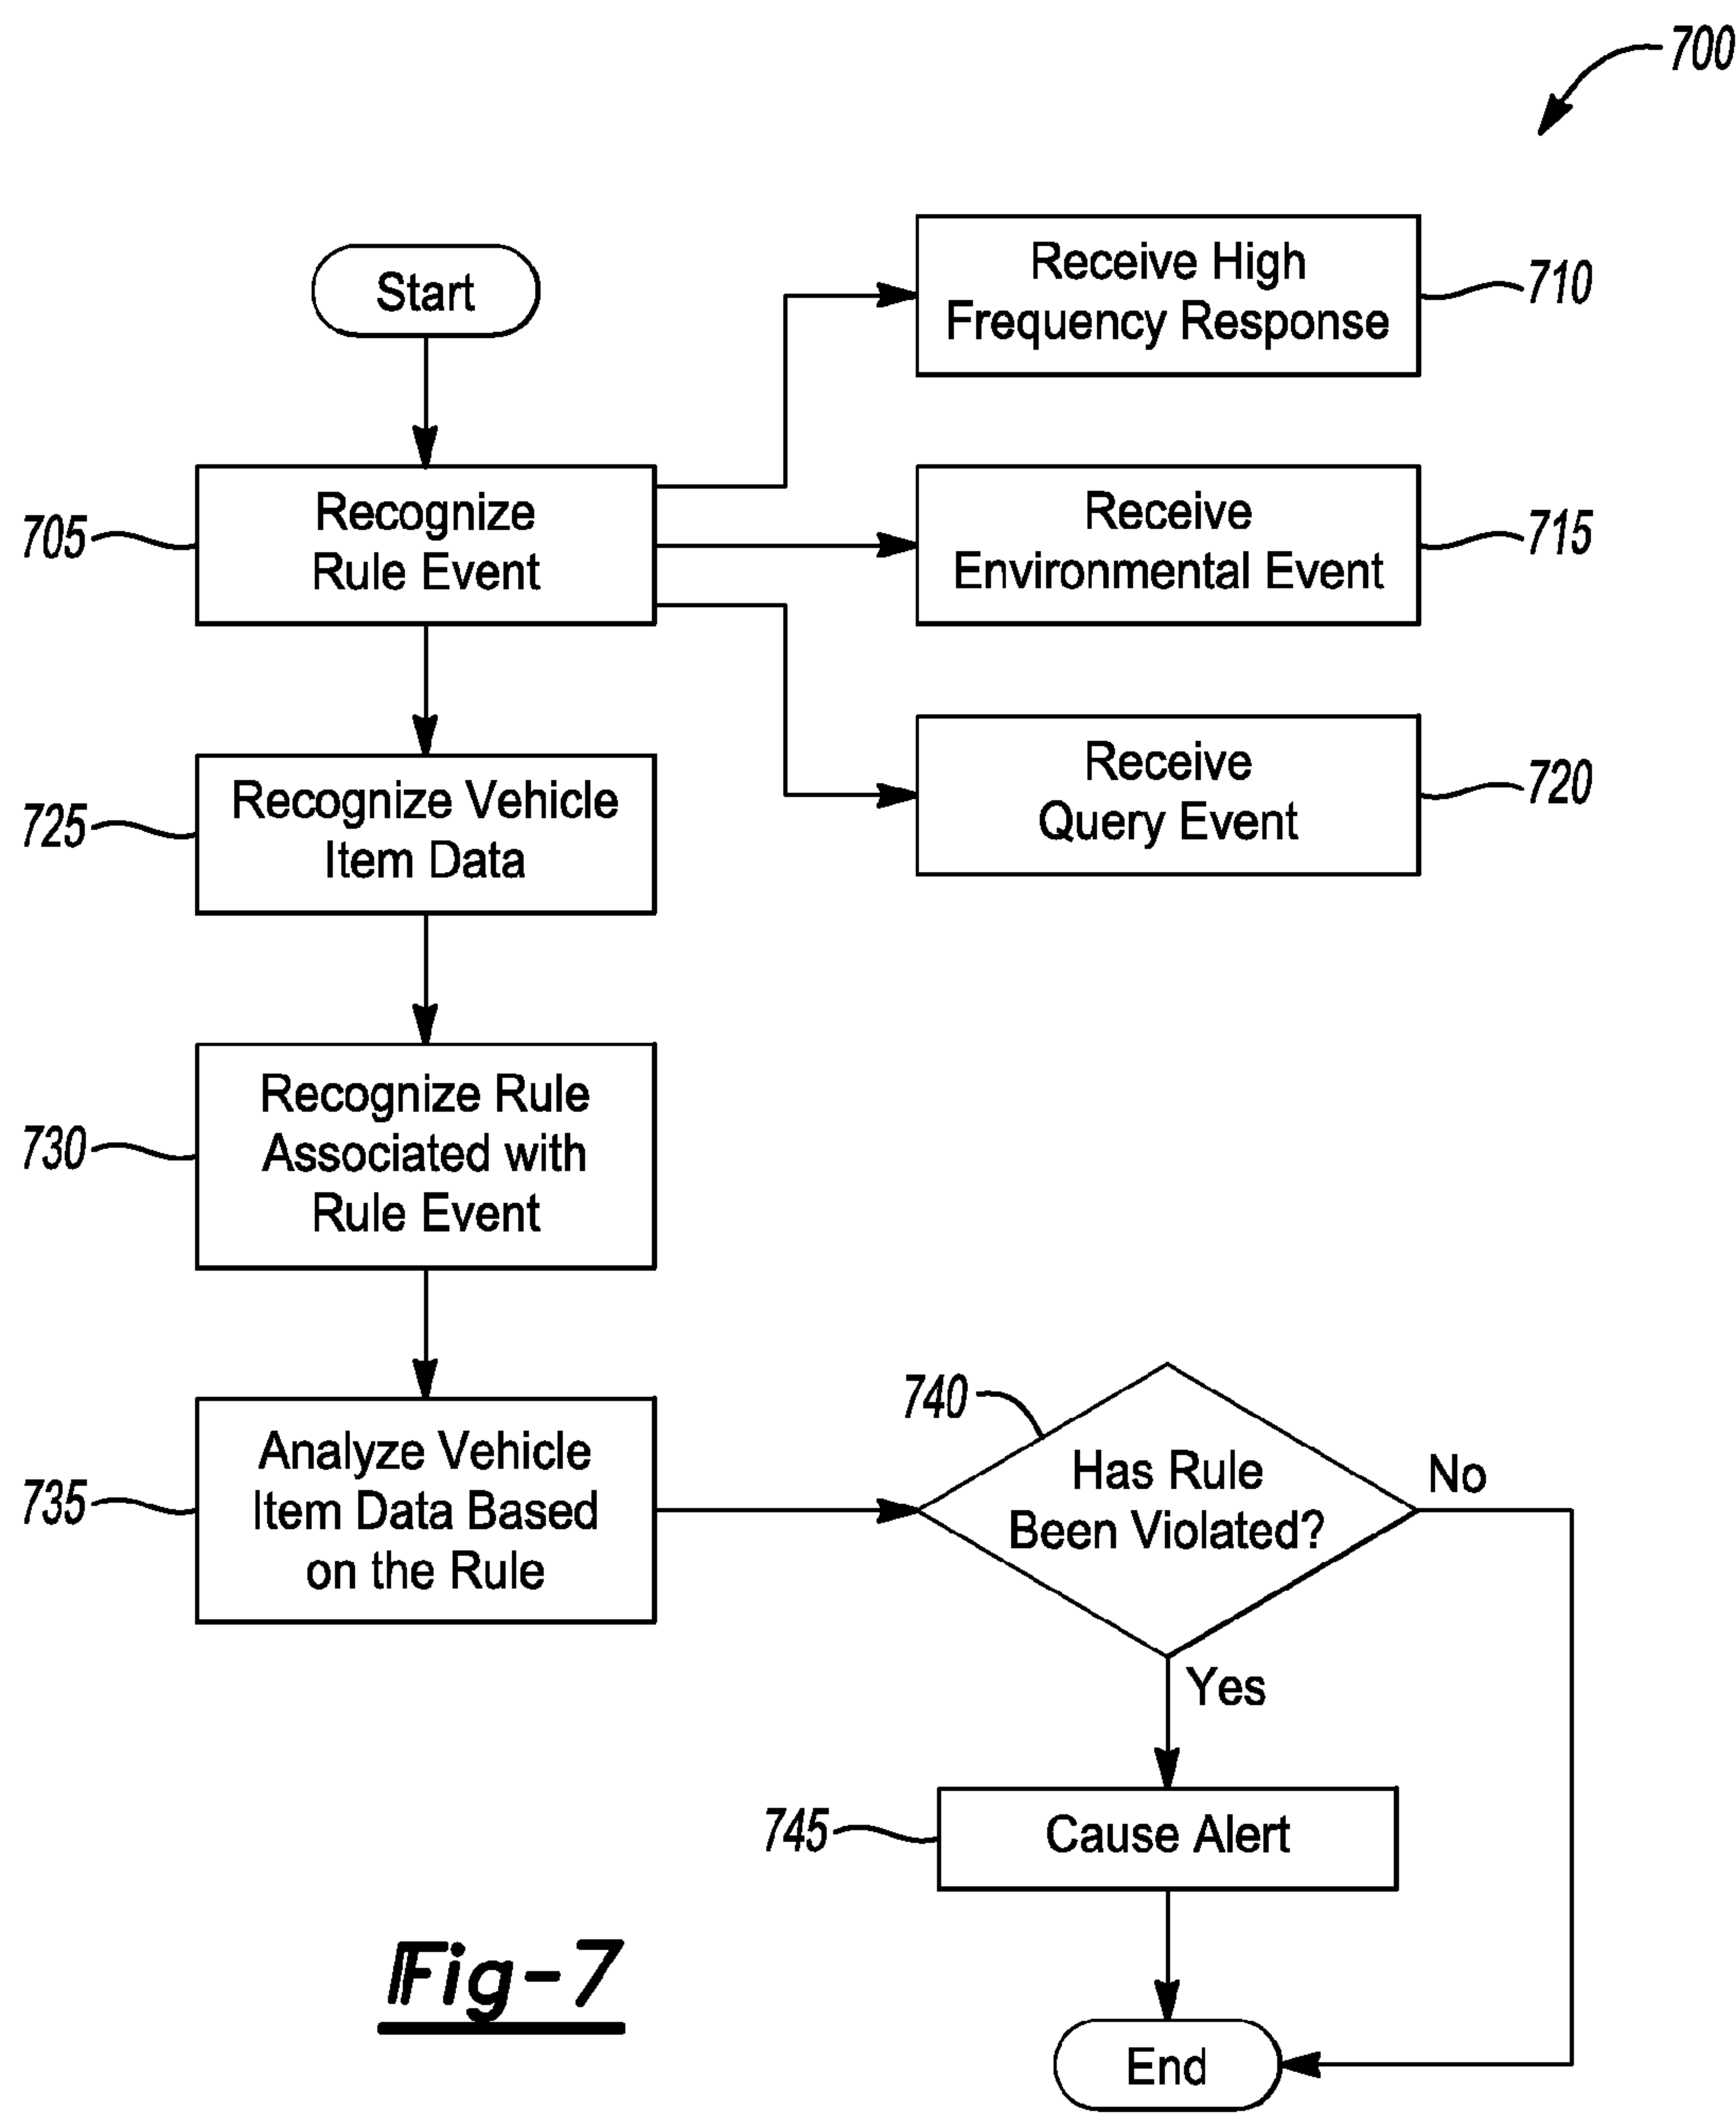 700
Start
Receive High
Frequency Response
710
705
Recognize
Rule Event
Receive
Environmental Event
715
Receive
Query Event
720
725
Recognize Vehicle
Item Data
730
Recognize Rule
Associated with
Rule Event
735
Analyze Vehicle
Item Data Based
on the Rule
740
Has Rule
Been Violated?
No
Yes
745
Cause Alert
End
Fig-7